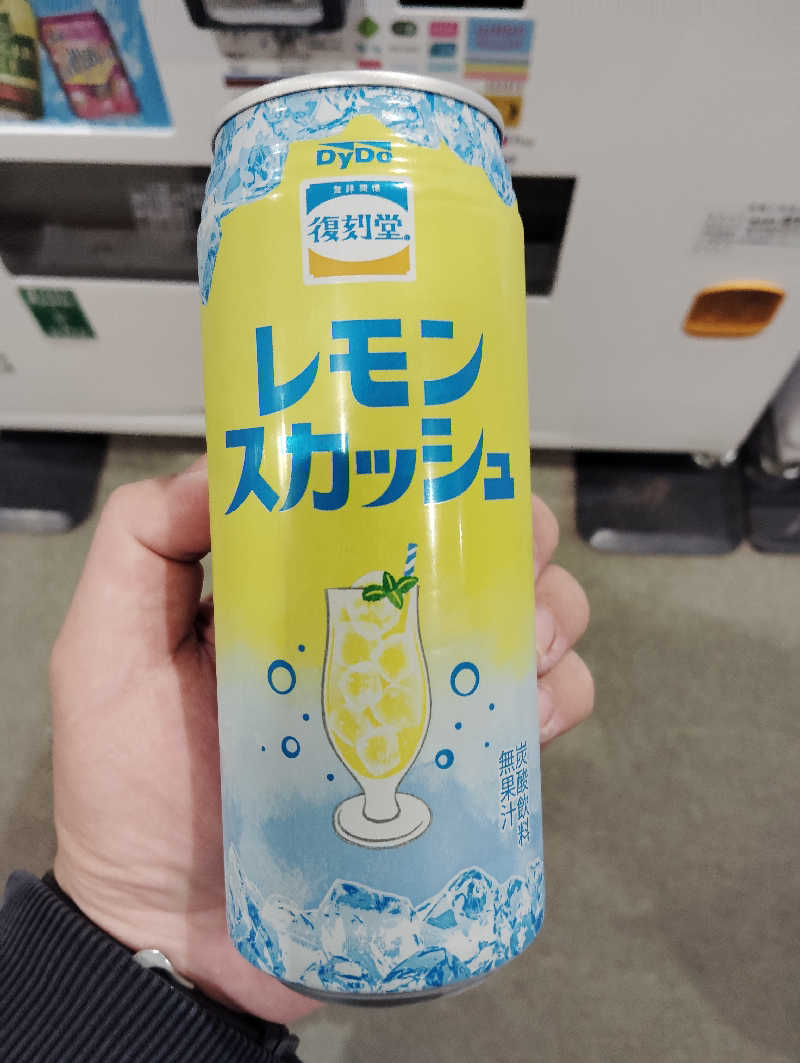 DyDo
復刻堂
レモン
スカッシュ
炭酸飲料
無果汁